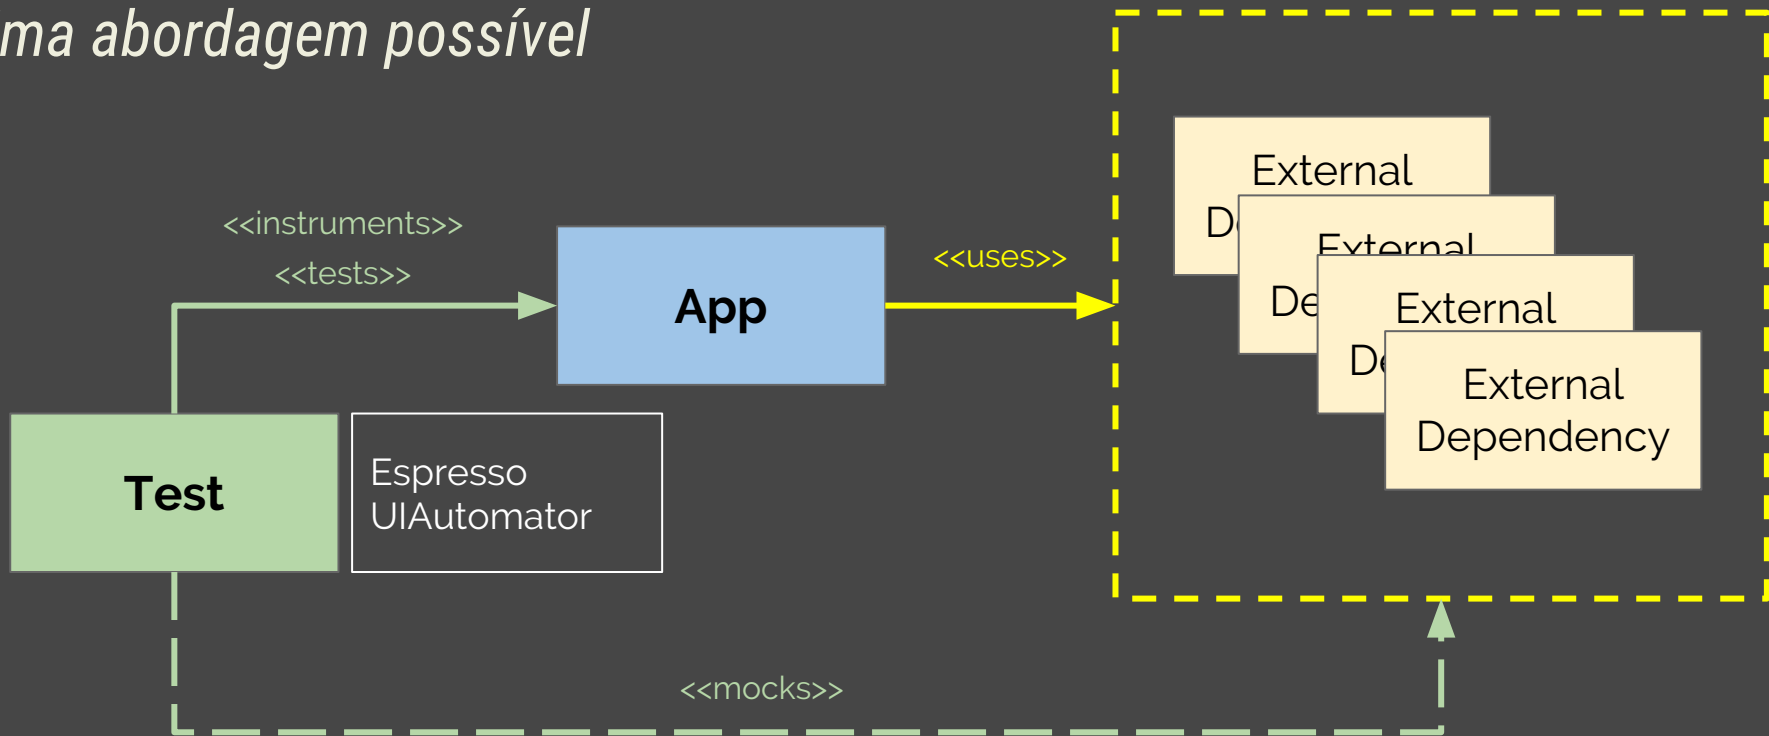 ma abordagem possível
<<instruments>>
<<tests>>
App
<<uses>>
External
External
External
External
Dependency
Test
Espresso
UIAutomator
<<mocks>>